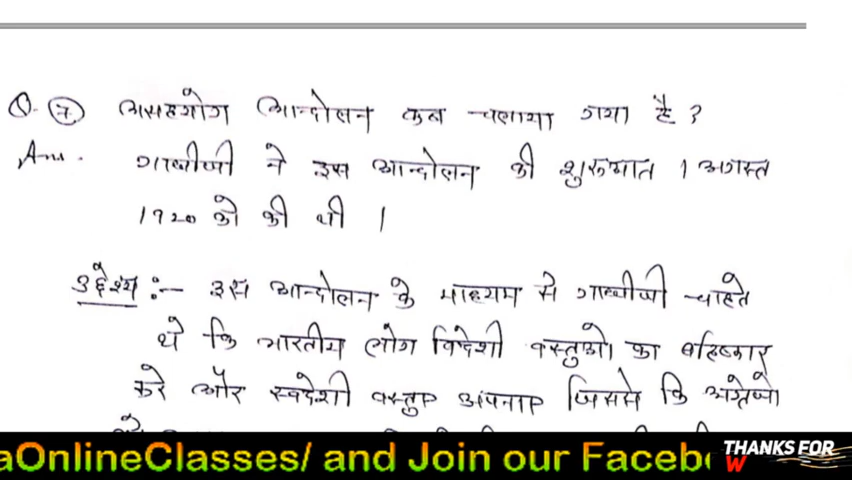 Q. (7) असहयोग आन्दोलन कब चलाया गया है ?
Ans. गाँधीजी ने इस आन्दोलन की शुरूआत 1 अगस्त
1920 को की थी ।
उद्देश्य :- इस आन्दोलन के माध्यम से गाँधीजी चाहते
थे कि भारतीय लोग विदेशी वस्तुओं का बहिष्कार
करे और स्वदेशी वस्तुए अपनाए जिससे कि अंग्रेजो
aOnlineClasses/ and Join our Facebo
THANKS FOR
W